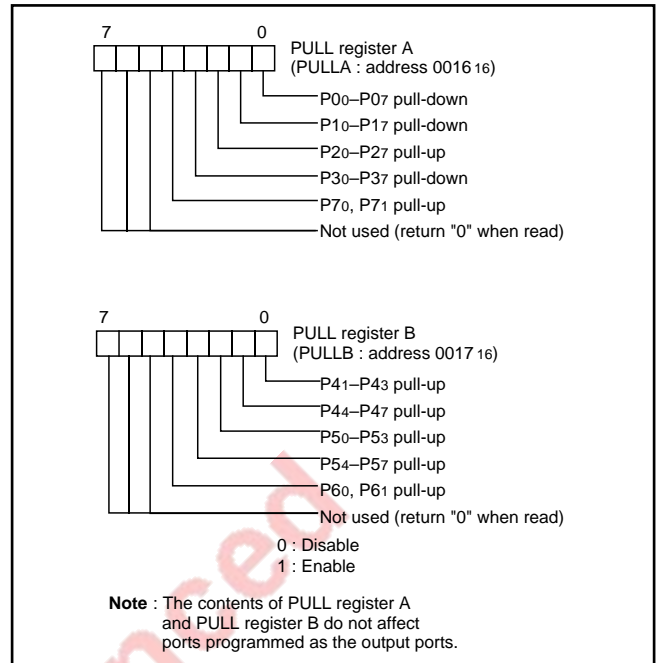 7 0
PULL register A
(PULLA : address 0016 16)
P00–P07 pull-down
P10–P17 pull-down
P20–P27 pull-up
P30–P37 pull-down
P70, P71 pull-up
Not used (return "0" when read)
7 0
PULL register B
(PULLB : address 0017 16)
P41–P43 pull-up
P44–P47 pull-up
P50–P53 pull-up
P54–P57 pull-up
P60, P61 pull-up
Not used (return "0" when read)
0 : Disable
1 : Enable
Note : The contents of PULL register A
and PULL register B do not affect
ports programmed as the output ports.